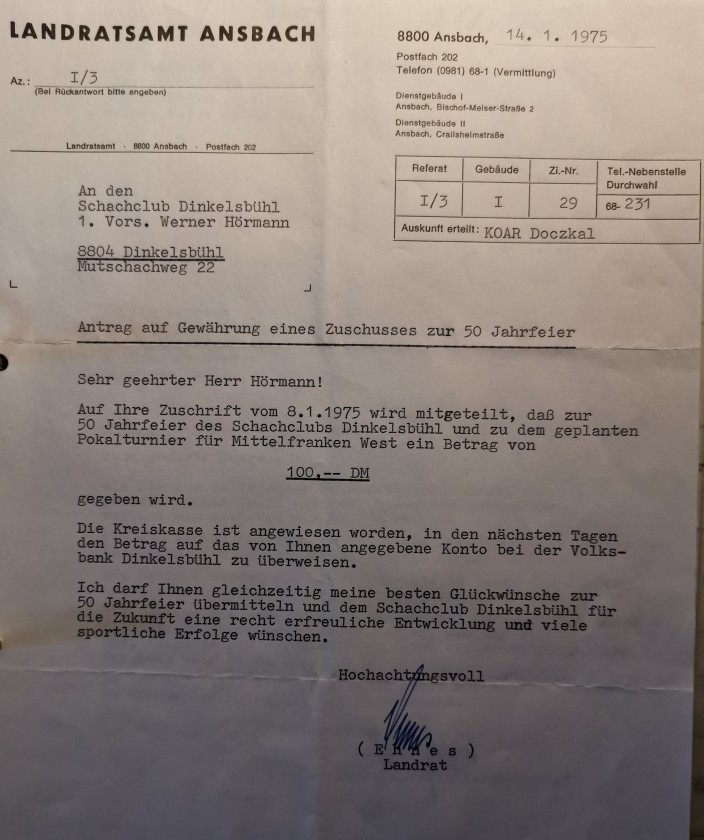 LANDRATSAMT ANSBACH
Az.: I/3
(Bei Rückantwort bitte angeben)
Landratsamt · 8800 Ansbach · Postfach 202
8800 Ansbach, 14. 1. 1975
Postfach 202
Telefon (0981) 68-1 (Vermittlung)
Dienstgebäude I
Ansbach, Bischof-Meiser-Straße 2
Dienstgebäude II
Ansbach, Crailsheimstraße
Referat Gebäude Zi.-Nr. Tel.-Nebenstelle
Durchwahl
I/3 I 29 68- 231
Auskunft erteilt: KOAR Doczkal
An den
Schachclub Dinkelsbühl
1. Vors. Werner Hörmann
8804 Dinkelsbühl
Mutschachweg 22
Antrag auf Gewährung eines Zuschusses zur 50 Jahrfeier
Sehr geehrter Herr Hörmann!
Auf Ihre Zuschrift vom 8.1.1975 wird mitgeteilt, daß zur
50 Jahrfeier des Schachclubs Dinkelsbühl und zu dem geplanten
Pokalturnier für Mittelfranken West ein Betrag von
100,-- DM
gegeben wird.
Die Kreiskasse ist angewiesen worden, in den nächsten Tagen
den Betrag auf das von Ihnen angegebene Konto bei der Volks-
bank Dinkelsbühl zu überweisen.
Ich darf Ihnen gleichzeitig meine besten Glückwünsche zur
50 Jahrfeier übermitteln und dem Schachclub Dinkelsbühl für
die Zukunft eine recht erfreuliche Entwicklung und viele
sportliche Erfolge wünschen.
Hochachtungsvoll
Landrat